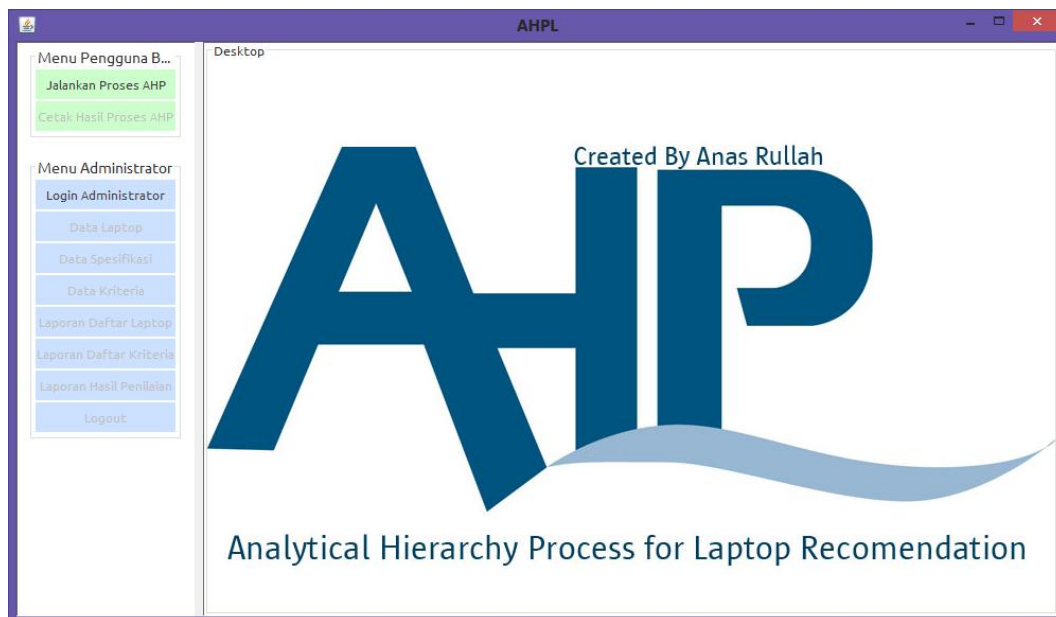 AHPL
Menu Pengguna B...
Jalankan Proses AHP
Cetak Hasil Proses AHP
Menu Administrator
Login Administrator
Data Laptop
Data Spesifikasi
Data Kriteria
Laporan Daftar Laptop
Laporan Daftar Kriteria
Laporan Hasil Penilaian
Logout
Desktop
Created By Anas Rullah
AHP
Analytical Hierarchy Process for Laptop Recomendation